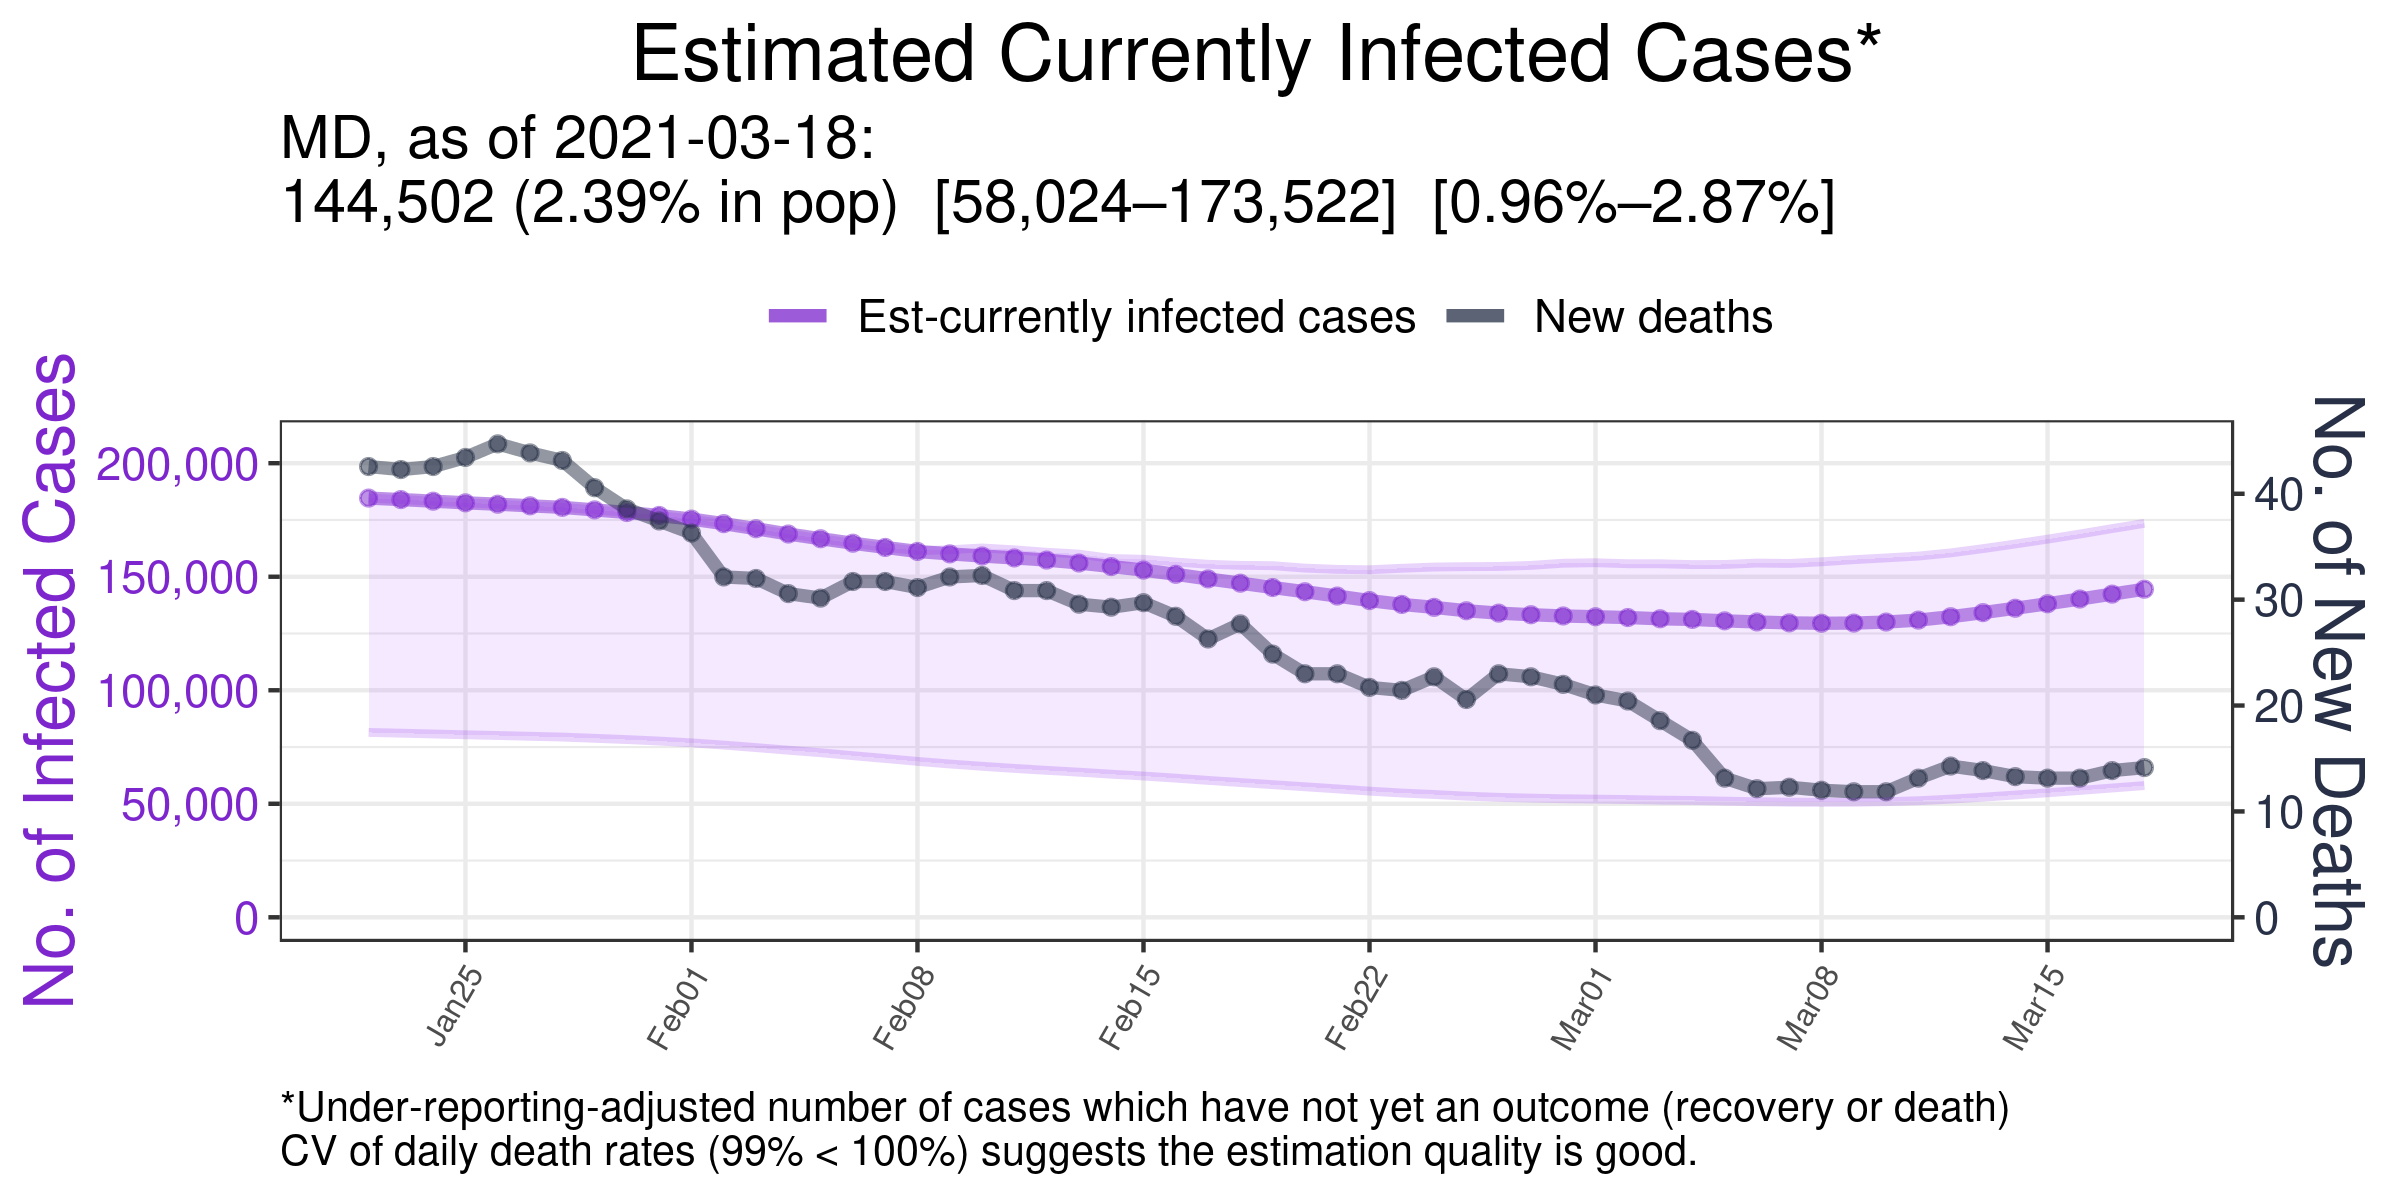 Estimated Currently Infected Cases*
MD, as of 2021-03-18:
144,502 (2.39% in pop)  [58,024–173,522]  [0.96%–2.87%]
Est-currently infected cases
New deaths
No. of Infected Cases
200,000
150,000
100,000
50,000
0
No. of New Deaths
40
30
20
10
0
Jan25
Feb01
Feb08
Feb15
Feb22
Mar01
Mar08
Mar15
*Under-reporting-adjusted number of cases which have not yet an outcome (recovery or death)
CV of daily death rates (99% < 100%) suggests the estimation quality is good.